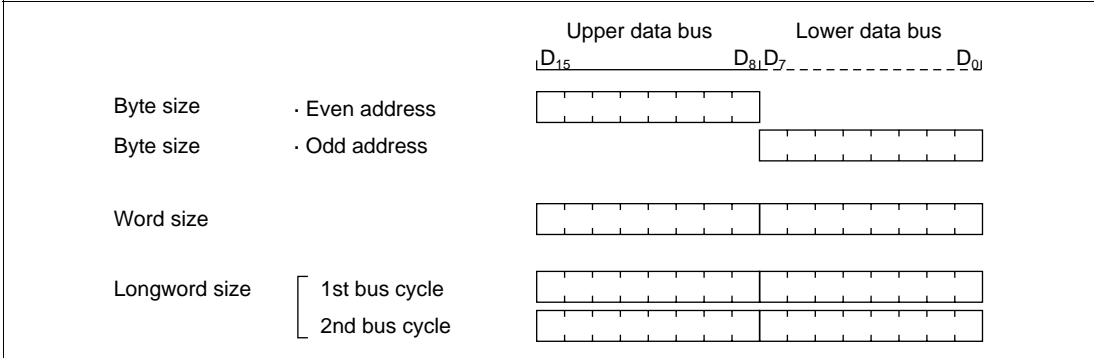 Upper data bus Lower data bus
D15 D8 D7 D0
Byte size · Even address
Byte size · Odd address
Word size
Longword size 1st bus cycle
2nd bus cycle